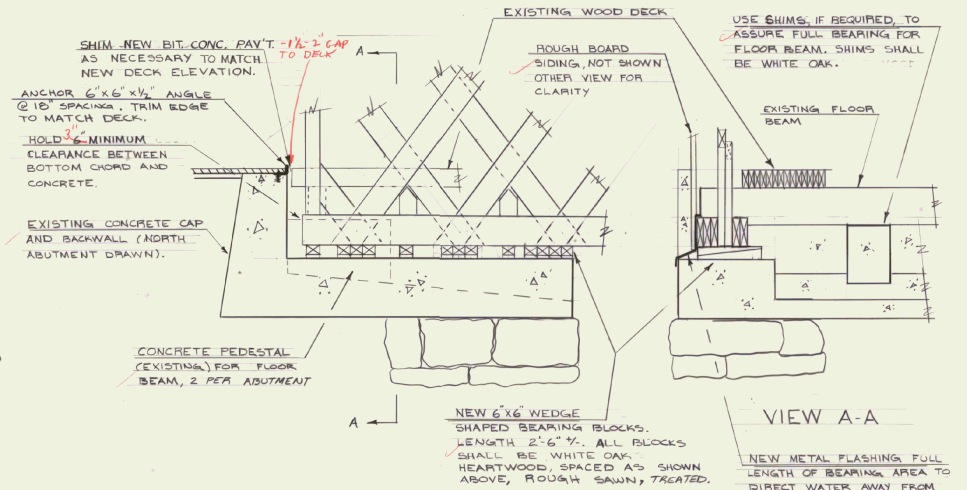 SHIM NEW BIT. CONC. PAV'T. -1½"-2" CAP
AS NECESSARY TO MATCH TO DECK
NEW DECK ELEVATION.
ANCHOR 6"x6"x½" ANGLE
@ 18" SPACING. TRIM EDGE
TO MATCH DECK.
HOLD 3" 6" MINIMUM
CLEARANCE BETWEEN
BOTTOM CHORD AND
CONCRETE.
EXISTING CONCRETE CAP
AND BACKWALL (NORTH
ABUTMENT DRAWN).
CONCRETE PEDESTAL
(EXISTING) FOR FLOOR
BEAM, 2 PER ABUTMENT
A
A
EXISTING WOOD DECK
ROUGH BOARD
SIDING, NOT SHOWN
OTHER VIEW FOR
CLARITY
USE SHIMS, IF REQUIRED, TO
ASSURE FULL BEARING FOR
FLOOR BEAM. SHIMS SHALL
BE WHITE OAK.
EXISTING FLOOR
BEAM
NEW 6"x6" WEDGE
SHAPED BEARING BLOCKS.
LENGTH 2'-6" +/-. ALL BLOCKS
SHALL BE WHITE OAK
HEARTWOOD, SPACED AS SHOWN
ABOVE, ROUGH SAWN, TREATED.
VIEW A-A
NEW METAL FLASHING FULL
LENGTH OF BEARING AREA TO
DIRECT WATER AWAY FROM